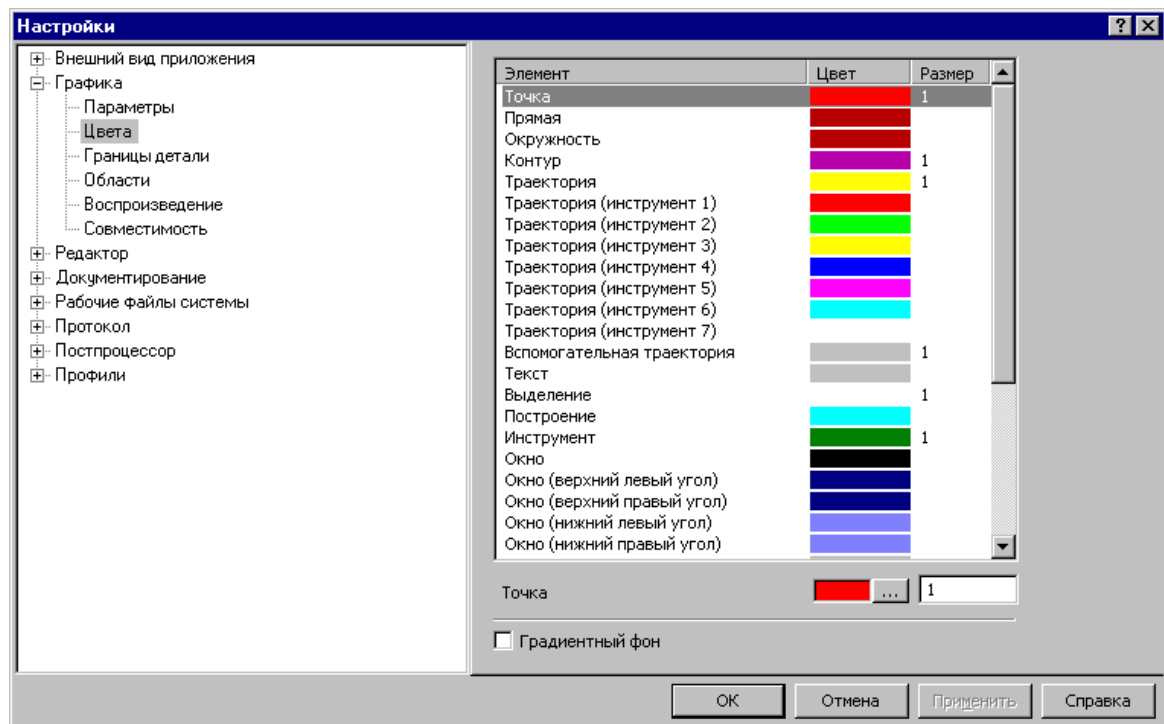 Настройки
Внешний вид приложения
Графика
Параметры
Цвета
Границы детали
Области
Воспроизведение
Совместимость
Редактор
Документирование
Рабочие файлы системы
Протокол
Постпроцессор
Профили
Элемент Цвет Размер
Точка 1
Прямая
Окружность
Контур 1
Траектория 1
Траектория (инструмент 1)
Траектория (инструмент 2)
Траектория (инструмент 3)
Траектория (инструмент 4)
Траектория (инструмент 5)
Траектория (инструмент 6)
Траектория (инструмент 7)
Вспомогательная траектория 1
Текст
Выделение 1
Построение
Инструмент 1
Окно
Окно (верхний левый угол)
Окно (верхний правый угол)
Окно (нижний левый угол)
Окно (нижний правый угол)
Точка ... 1
Градиентный фон
ОК Отмена Применить Справка